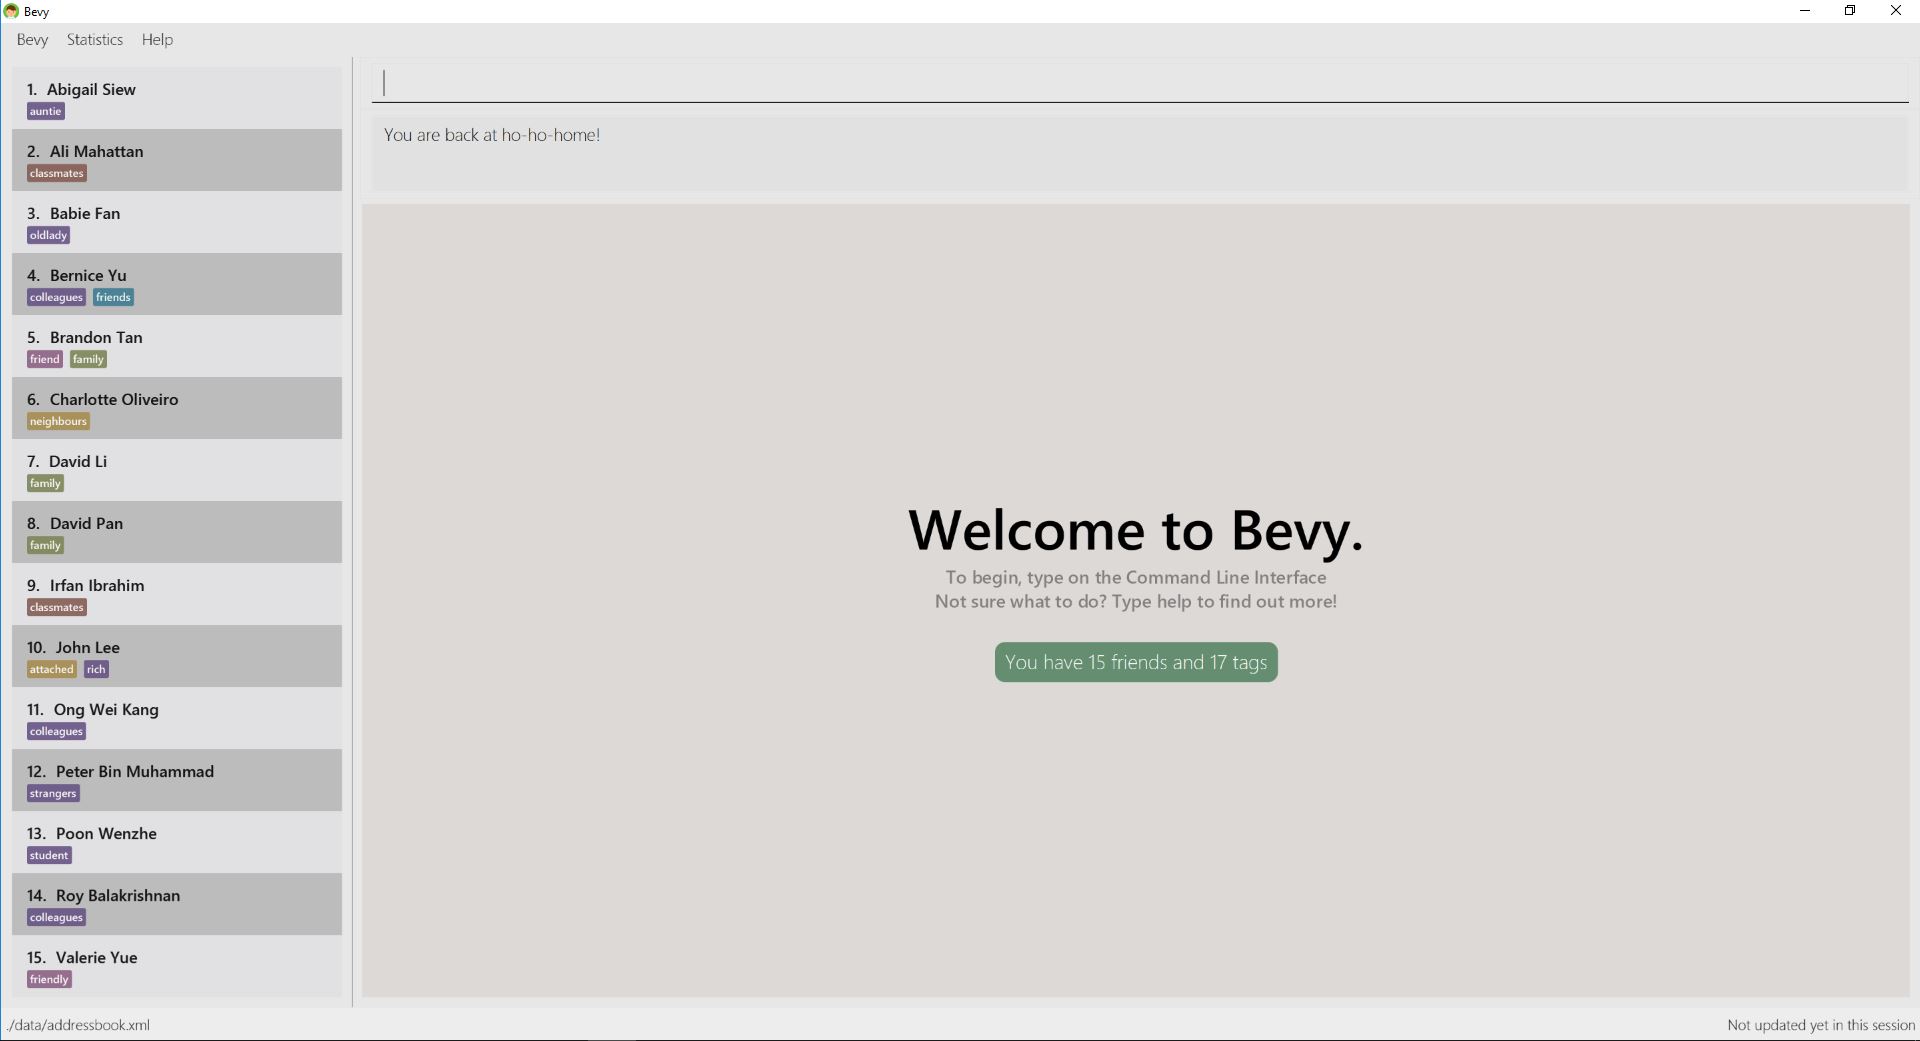 Bevy
Bevy Statistics Help
1. Abigail Siew
auntie
2. Ali Mahattan
classmates
3. Babie Fan
oldlady
4. Bernice Yu
colleagues friends
5. Brandon Tan
friend family
6. Charlotte Oliveiro
neighbours
7. David Li
family
8. David Pan
family
9. Irfan Ibrahim
classmates
10. John Lee
attached rich
11. Ong Wei Kang
colleagues
12. Peter Bin Muhammad
strangers
13. Poon Wenzhe
student
14. Roy Balakrishnan
colleagues
15. Valerie Yue
friendly
You are back at ho-ho-home!
Welcome to Bevy.
To begin, type on the Command Line Interface
Not sure what to do? Type help to find out more!
You have 15 friends and 17 tags
./data/addressbook.xml
Not updated yet in this session